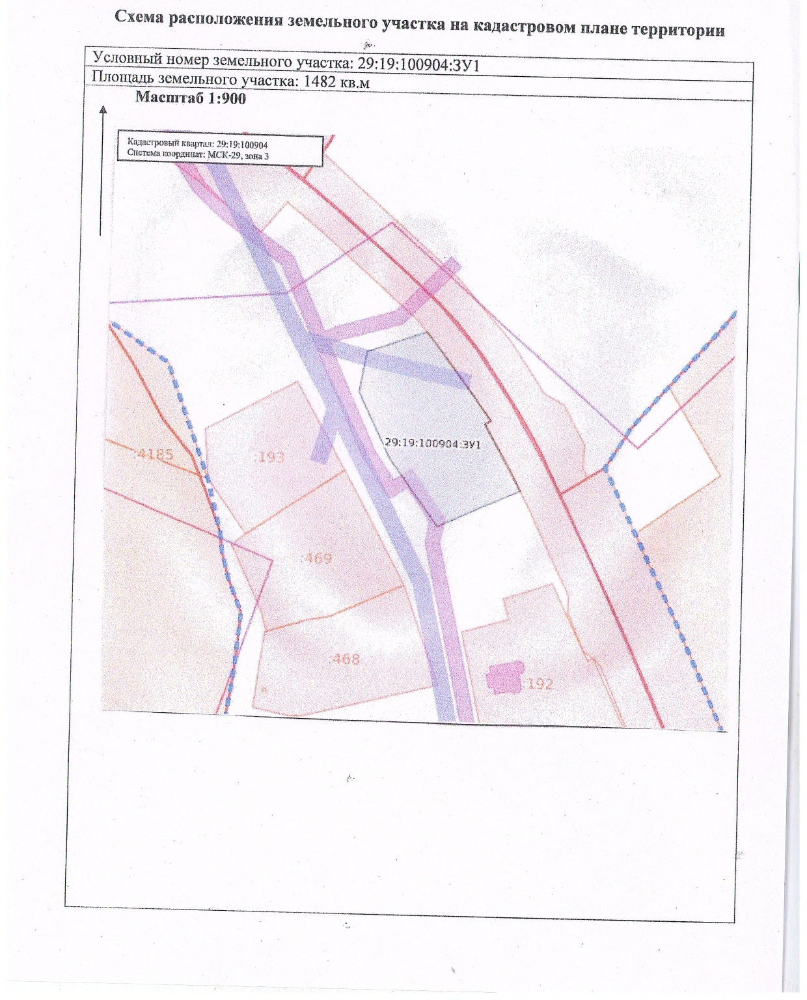 Схема расположения земельного участка на кадастровом плане территории
Условный номер земельного участка: 29:19:100904:ЗУ1
Площадь земельного участка: 1482 кв.м
Масштаб 1:900
Кадастровый квартал: 29:19:100904
Система координат: МСК-29, зона 3
29:19:100904:ЗУ1
:4185
:193
:469
:468
:192